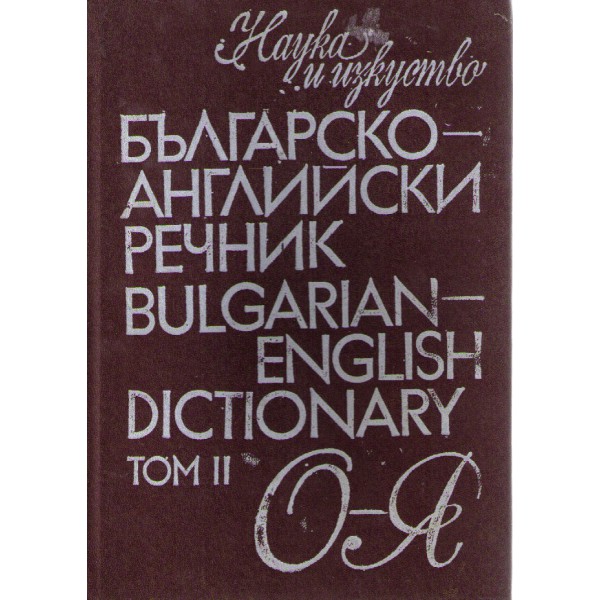 Наука
и изкуство
БЪЛГАРСКО–
АНГЛИЙСКИ
РЕЧНИК
BULGARIAN–
ENGLISH
DICTIONARY
ТОМ II
О–Я